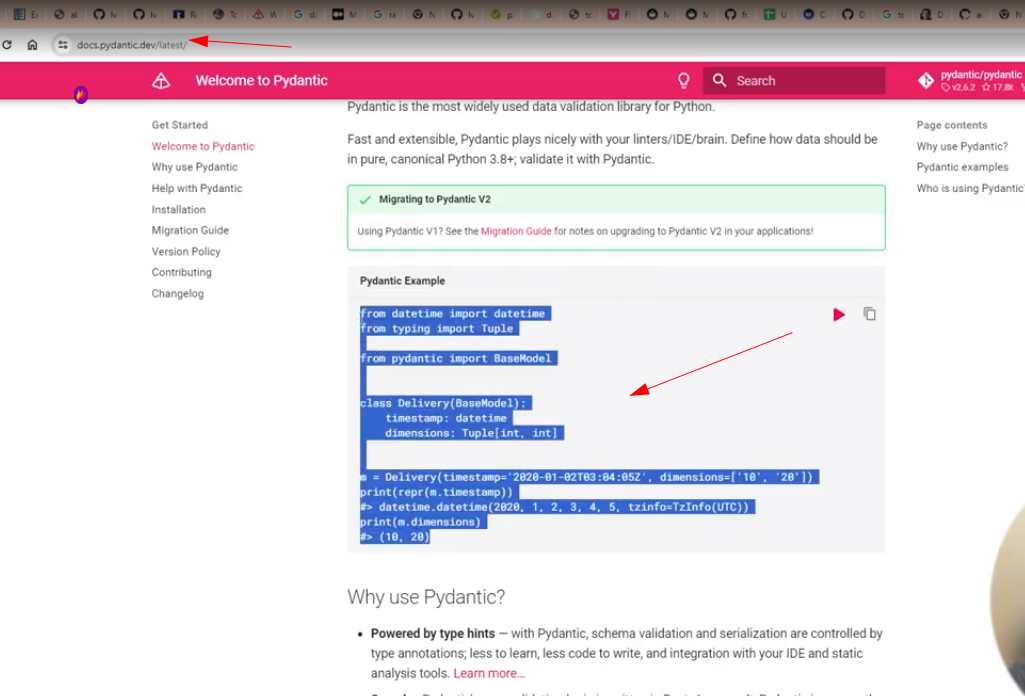 docs.pydantic.dev/latest/
Welcome to Pydantic
Search
pydantic/pydantic
v2.6.2 17.8k
Get Started
Welcome to Pydantic
Why use Pydantic
Help with Pydantic
Installation
Migration Guide
Version Policy
Contributing
Changelog
Pydantic is the most widely used data validation library for Python.
Fast and extensible, Pydantic plays nicely with your linters/IDE/brain. Define how data should be
in pure, canonical Python 3.8+; validate it with Pydantic.
Migrating to Pydantic V2
Using Pydantic V1? See the Migration Guide for notes on upgrading to Pydantic V2 in your applications!
Pydantic Example
from datetime import datetime
from typing import Tuple
from pydantic import BaseModel
class Delivery(BaseModel):
timestamp: datetime
dimensions: Tuple[int, int]
m = Delivery(timestamp='2020-01-02T03:04:05Z', dimensions=['10', '20'])
print(repr(m.timestamp))
#> datetime.datetime(2020, 1, 2, 3, 4, 5, tzinfo=TzInfo(UTC))
print(m.dimensions)
#> (10, 20)
Why use Pydantic?
Powered by type hints — with Pydantic, schema validation and serialization are controlled by
type annotations; less to learn, less code to write, and integration with your IDE and static
analysis tools. Learn more…
Page contents
Why use Pydantic?
Pydantic examples
Who is using Pydantic?